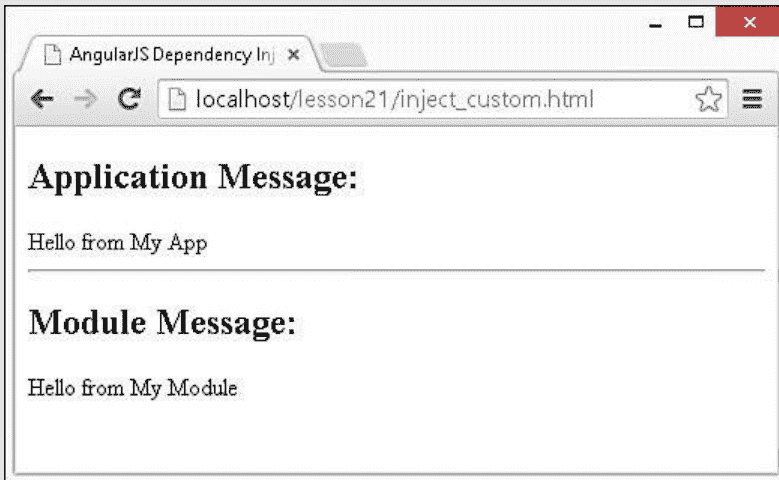 AngularJS Dependency Inj
localhost/lesson21/inject_custom.html
Application Message:
Hello from My App
Module Message:
Hello from My Module